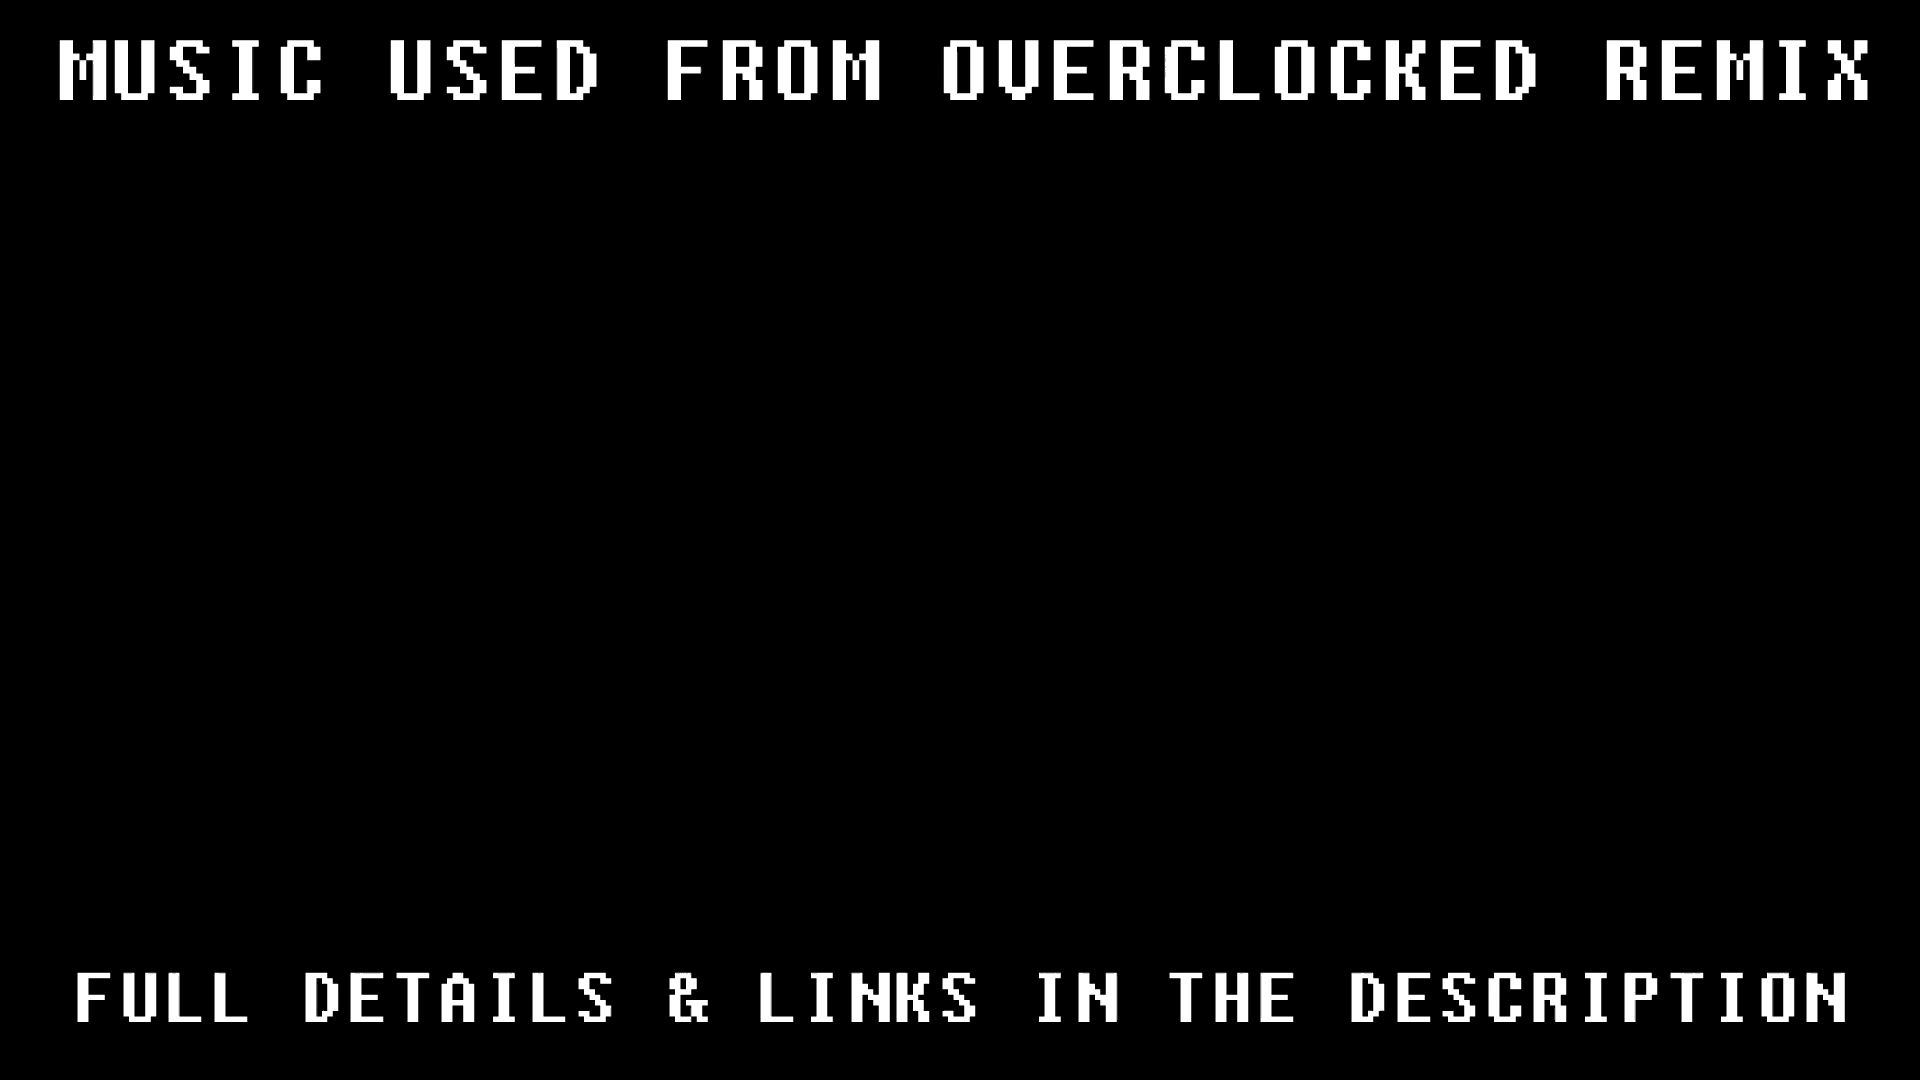 MUSIC USED FROM OVERCLOCKED REMIX
FULL DETAILS & LINKS IN THE DESCRIPTION